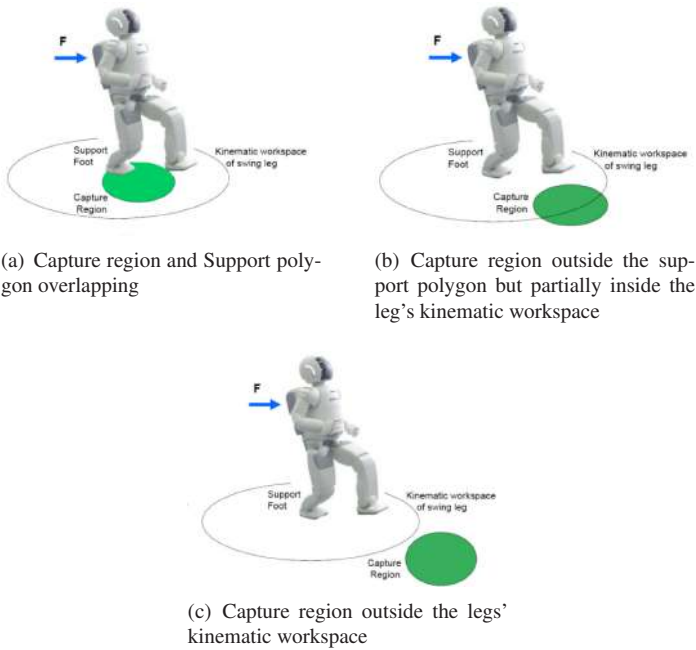 F
Support
Foot
Kinematic workspace
of swing leg
Capture
Region
(a) Capture region and Support poly-
gon overlapping
F
Support
Foot
Kinematic workspace
of swing leg
Capture
Region
(b) Capture region outside the sup-
port polygon but partially inside the
leg's kinematic workspace
F
Support
Foot
Kinematic workspace
of swing leg
Capture
Region
(c) Capture region outside the legs'
kinematic workspace